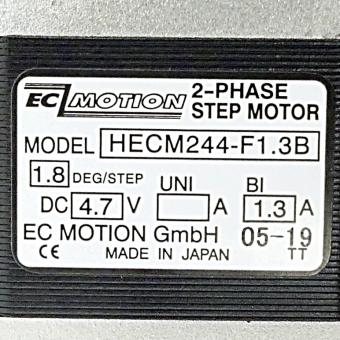 EC MOTION 2-PHASE
STEP MOTOR
MODEL HECM244-F1.3B
1.8 DEG/STEP UNI BI
DC 4.7 V A 1.3 A
EC MOTION GmbH 05-19
CE MADE IN JAPAN TT